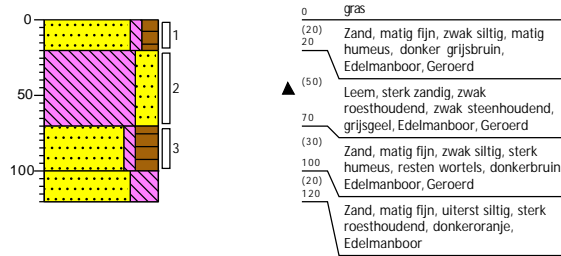 0
50
100
1
2
3
0 gras
(20)
20
Zand, matig fijn, zwak siltig, matig
humeus, donker grijsbruin,
Edelmanboor, Geroerd
(50)
70
Leem, sterk zandig, zwak
roesthoudend, zwak steenhoudend,
grijsgeel, Edelmanboor, Geroerd
(30)
100
Zand, matig fijn, zwak siltig, sterk
humeus, resten wortels, donkerbruin
Edelmanboor, Geroerd
(20)
120
Zand, matig fijn, uiterst siltig, sterk
roesthoudend, donkeroranje,
Edelmanboor